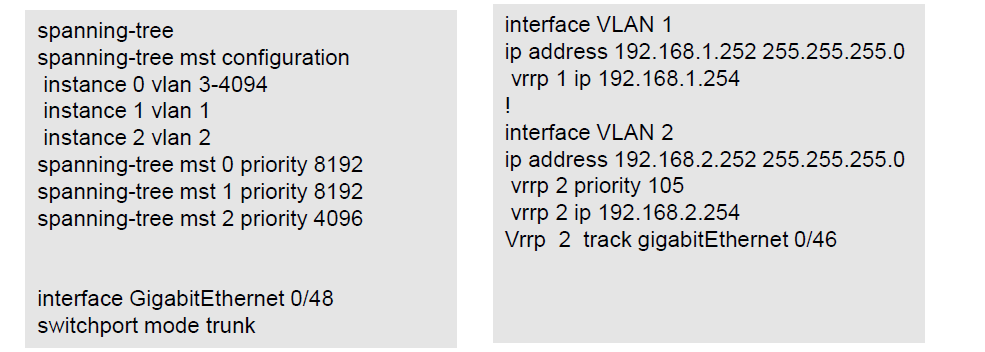 spanning-tree
spanning-tree mst configuration
 instance 0 vlan 3-4094
 instance 1 vlan 1
 instance 2 vlan 2
spanning-tree mst 0 priority 8192
spanning-tree mst 1 priority 8192
spanning-tree mst 2 priority 4096
interface GigabitEthernet 0/48
switchport mode trunk
interface VLAN 1
ip address 192.168.1.252 255.255.255.0
 vrrp 1 ip 192.168.1.254
!
interface VLAN 2
ip address 192.168.2.252 255.255.255.0
 vrrp 2 priority 105
 vrrp 2 ip 192.168.2.254
Vrrp  2  track gigabitEthernet 0/46